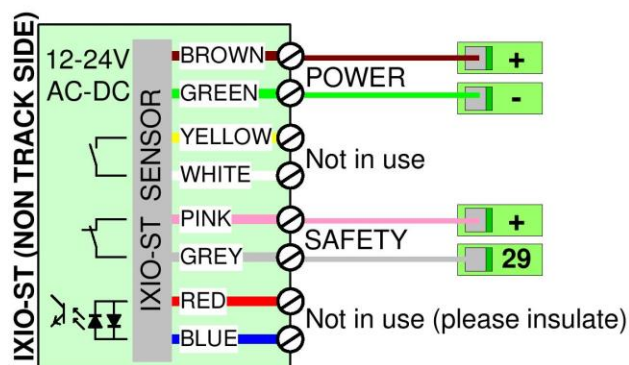 IXIO-ST (NON TRACK SIDE)
12-24V
AC-DC
IXIO-ST SENSOR
BROWN
GREEN
POWER
+
-
YELLOW
WHITE
Not in use
PINK
GREY
SAFETY
+
29
RED
BLUE
Not in use (please insulate)